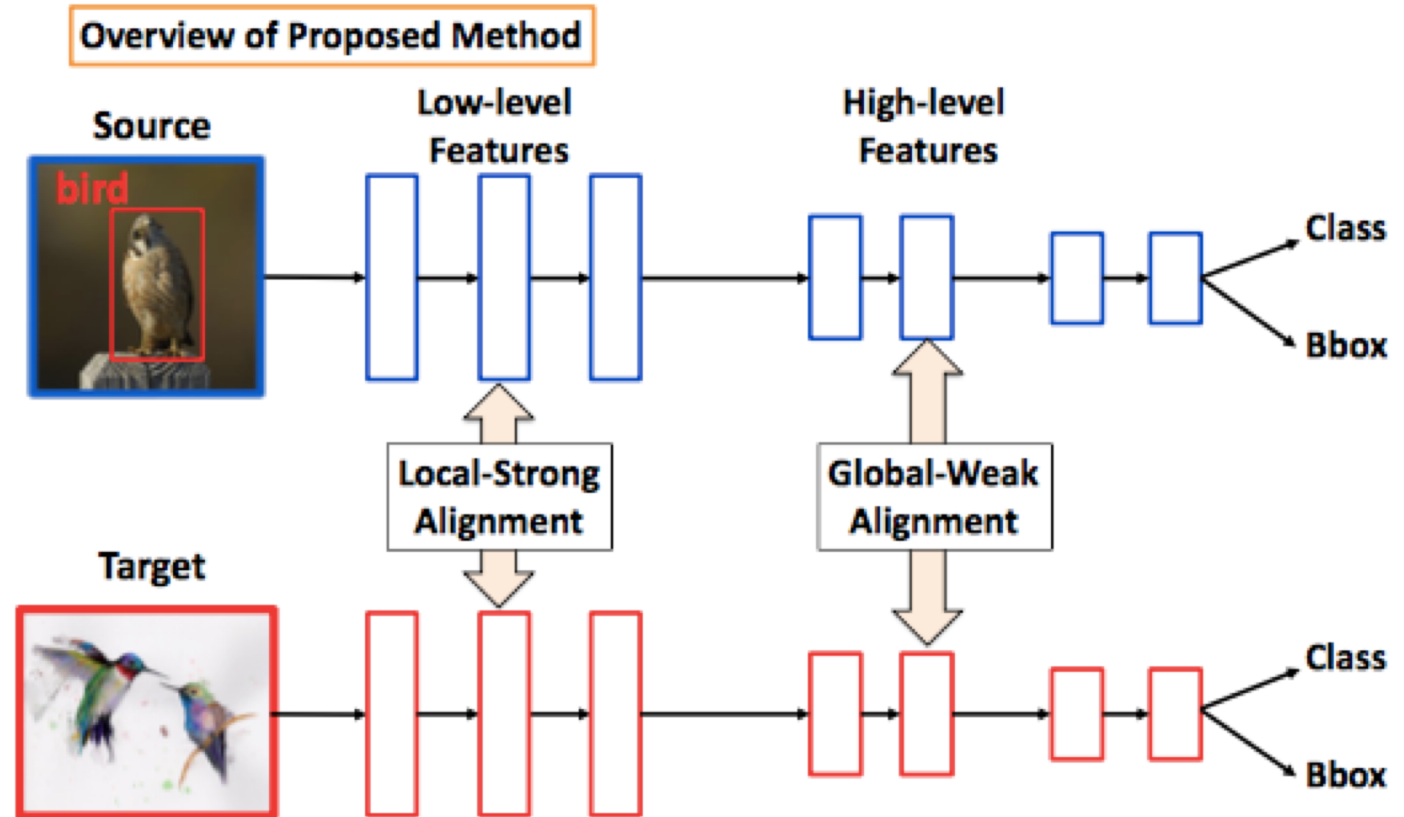 Overview of Proposed Method
Source
Low-level
Features
High-level
Features
bird
Class
Bbox
Local-Strong
Alignment
Global-Weak
Alignment
Target
Class
Bbox